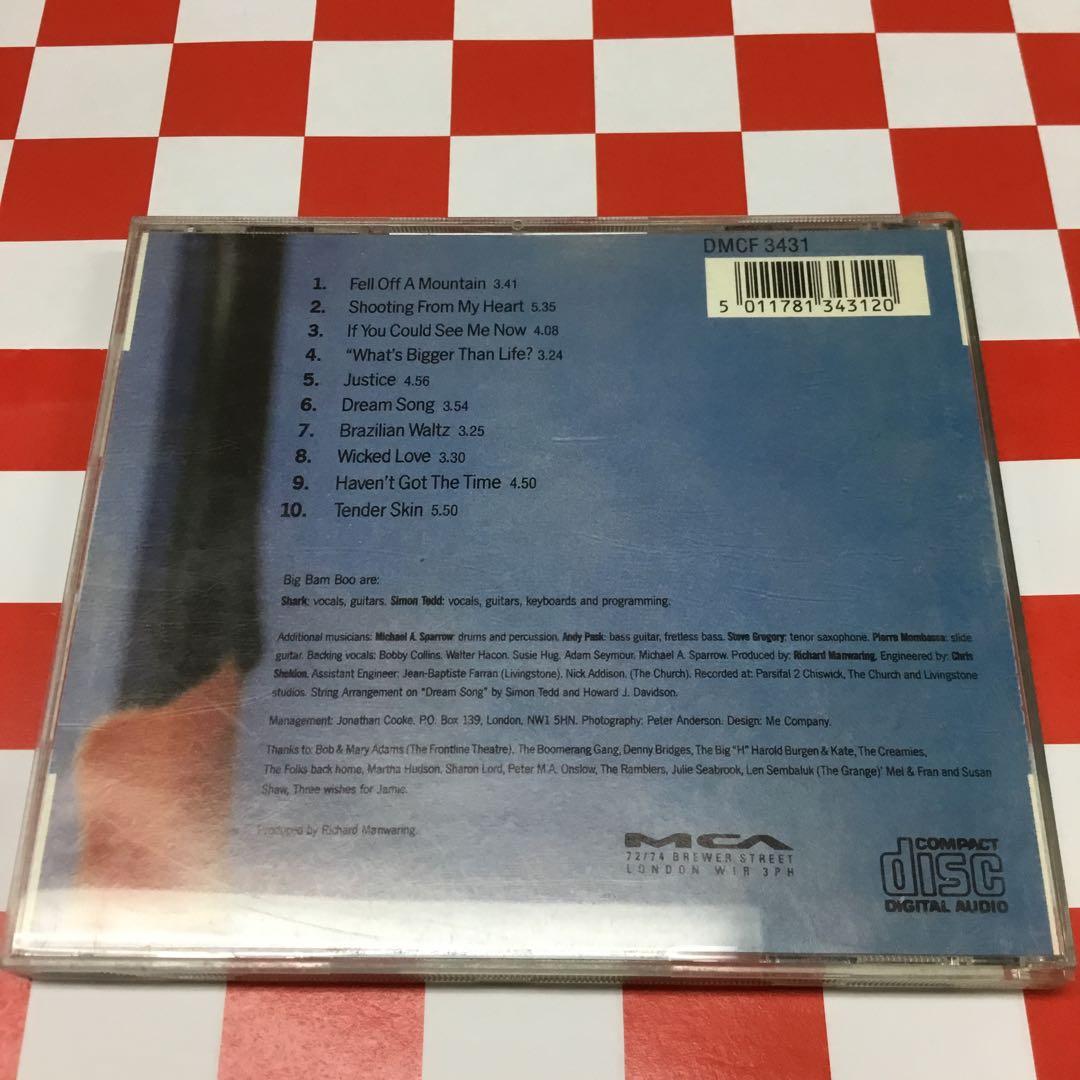 DMCF 3431
5 011781 343120
1. Fell Off A Mountain 3.41
2. Shooting From My Heart 5.35
3. If You Could See Me Now 4.08
4. "What's Bigger Than Life? 3.24
5. Justice 4.56
6. Dream Song 3.54
7. Brazilian Waltz 3.25
8. Wicked Love 3.30
9. Haven't Got The Time 4.50
10. Tender Skin 5.50
Big Bam Boo are:
Shark: vocals, guitars. Simon Tedd: vocals, guitars, keyboards and programming.
Additional musicians: Michael A. Sparrow: drums and percussion. Andy Pask: bass guitar, fretless bass. Steve Gregory: tenor saxophone. Pierre Mombassa: slide
guitar. Backing vocals: Bobby Collins. Walter Hacon. Susie Hug. Adam Seymour. Michael A. Sparrow. Produced by: Richard Manwaring. Engineered by: Chris
Sheldon. Assistant Engineer: Jean-Baptiste Farran (Livingstone). Nick Addison. (The Church). Recorded at: Parsifal 2 Chiswick, The Church and Livingstone
studios. String Arrangement on "Dream Song" by Simon Tedd and Howard J. Davidson.
Management: Jonathan Cooke. P.O. Box 139, London, NW1 5HN. Photography: Peter Anderson. Design: Me Company.
Thanks to: Bob & Mary Adams (The Frontline Theatre), The Boomerang Gang, Denny Bridges, The Big "H" Harold Burgen & Kate, The Creamies,
The Folks back home, Martha Hudson, Sharon Lord, Peter M.A. Onslow, The Ramblers, Julie Seabrook, Len Sembaluk (The Grange)' Mel & Fran and Susan
Shaw, Three wishes for Jamie.
Produced by Richard Manwaring.
MCA
72/74 BREWER STREET
LONDON W1R 3PH
COMPACT
disc
DIGITAL AUDIO